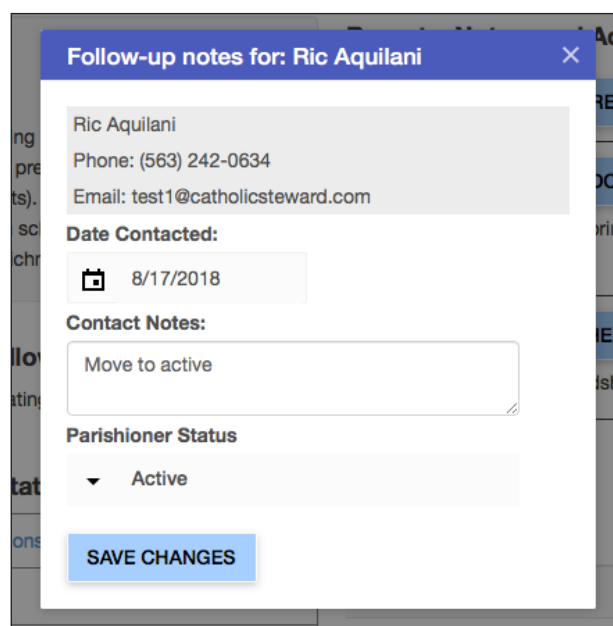 Follow-up notes for: Ric Aquilani
Ric Aquilani
Phone: (563) 242-0634
Email: test1@catholicsteward.com
Date Contacted:
8/17/2018
Contact Notes:
Move to active
Parishioner Status
Active
SAVE CHANGES